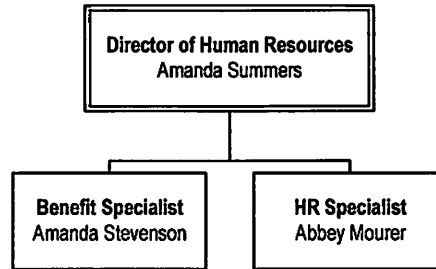 Director of Human Resources
Amanda Summers
Benefit Specialist
Amanda Stevenson
HR Specialist
Abbey Mourer